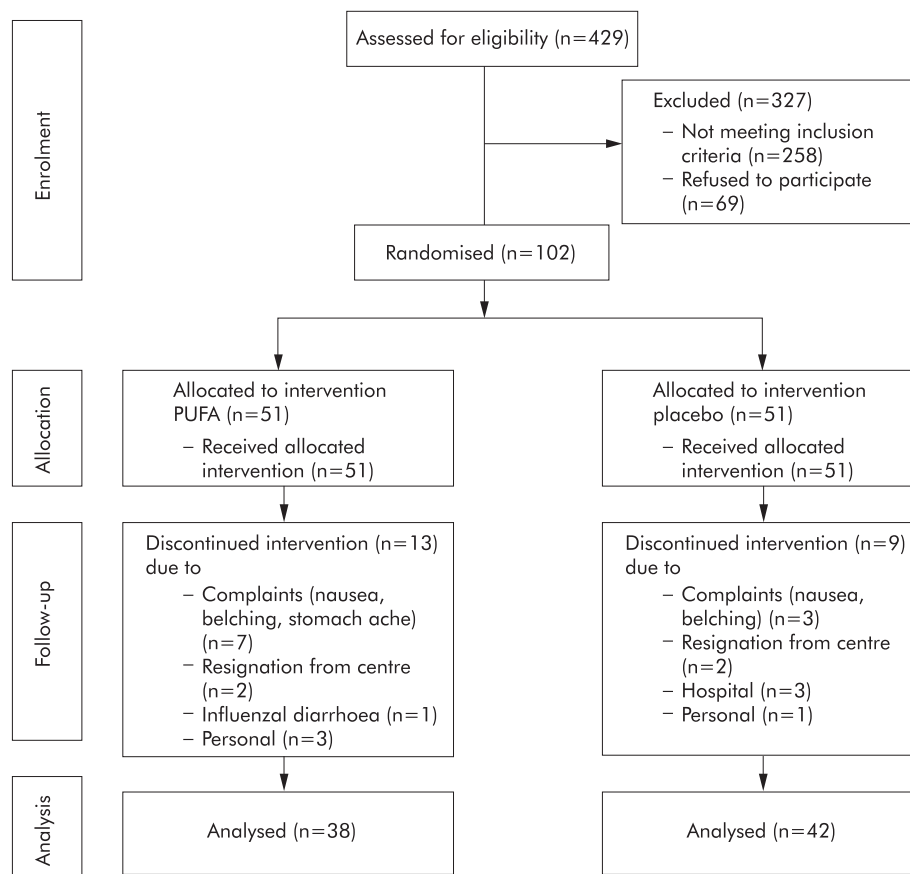 Enrolment
Assessed for eligibility (n=429)
Excluded (n=327)
– Not meeting inclusion
criteria (n=258)
– Refused to participate
(n=69)
Randomised (n=102)
Allocation
Allocated to intervention
PUFA (n=51)
– Received allocated
intervention (n=51)
Allocated to intervention
placebo (n=51)
– Received allocated
intervention (n=51)
Follow-up
Discontinued intervention (n=13)
due to
– Complaints (nausea,
belching, stomach ache)
(n=7)
– Resignation from centre
(n=2)
– Influenzal diarrhoea (n=1)
– Personal (n=3)
Discontinued intervention (n=9)
due to
– Complaints (nausea,
belching) (n=3)
– Resignation from centre
(n=2)
– Hospital (n=3)
– Personal (n=1)
Analysis
Analysed (n=38)
Analysed (n=42)